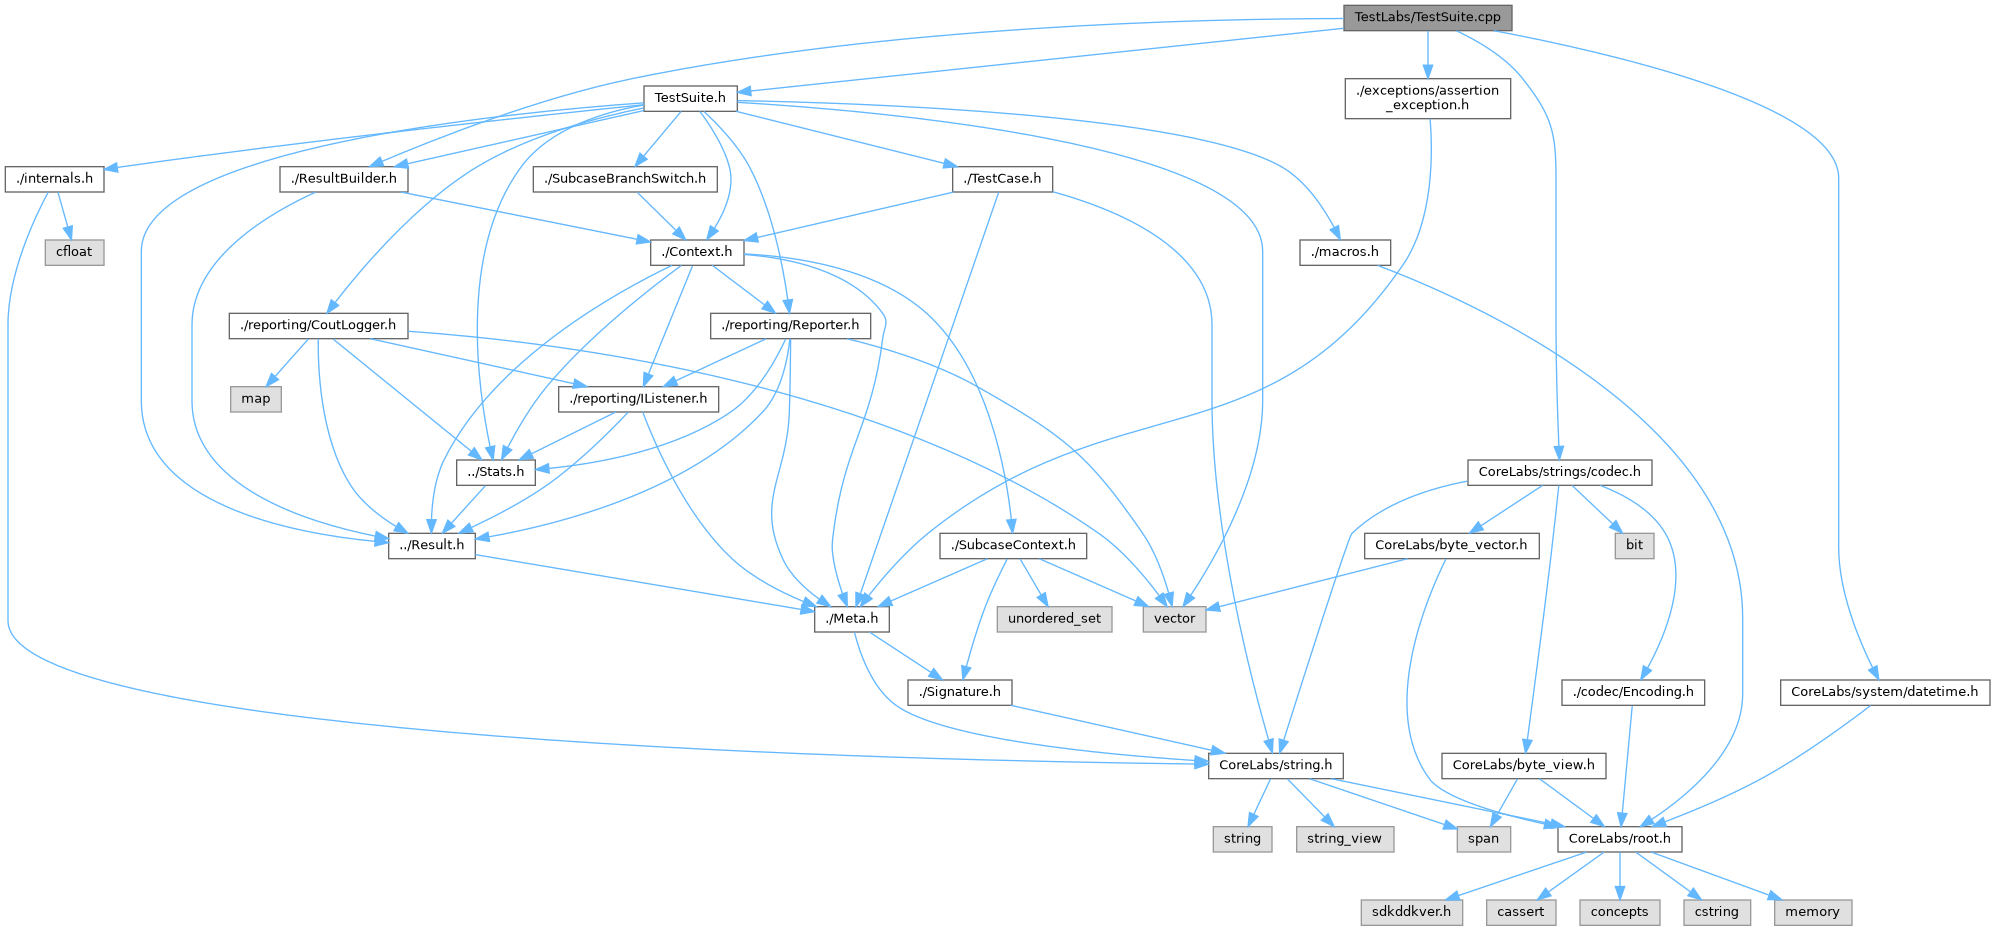 TestLabs/TestSuite.cpp
TestSuite.h
./exceptions/assertion
_exception.h
./internals.h
./ResultBuilder.h
./SubcaseBranchSwitch.h
./TestCase.h
cfloat
./Context.h
./macros.h
./reporting/CoutLogger.h
./reporting/Reporter.h
map
./reporting/IListener.h
../Stats.h
CoreLabs/strings/codec.h
../Result.h
./SubcaseContext.h
CoreLabs/byte_vector.h
bit
./Meta.h
unordered_set
vector
./Signature.h
./codec/Encoding.h
CoreLabs/system/datetime.h
CoreLabs/string.h
CoreLabs/byte_view.h
string
string_view
span
CoreLabs/root.h
sdkddkver.h
cassert
concepts
cstring
memory